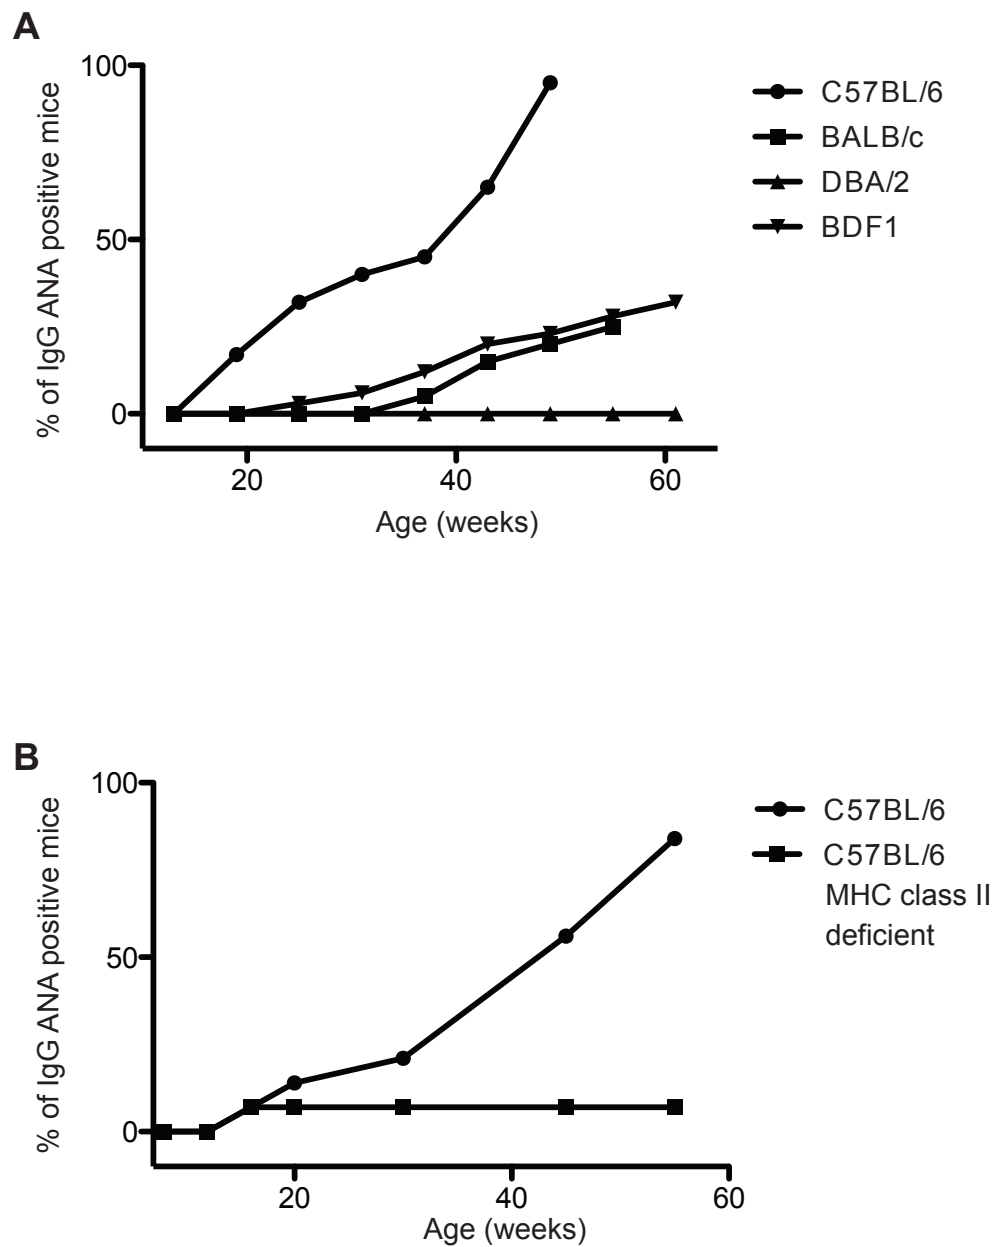 A
% of IgG ANA positive mice
100
50
0
20 40 60
Age (weeks)
C57BL/6
BALB/c
DBA/2
BDF1
B
% of IgG ANA positive mice
100
50
0
20 40 60
Age (weeks)
C57BL/6
C57BL/6
MHC class II
deficient